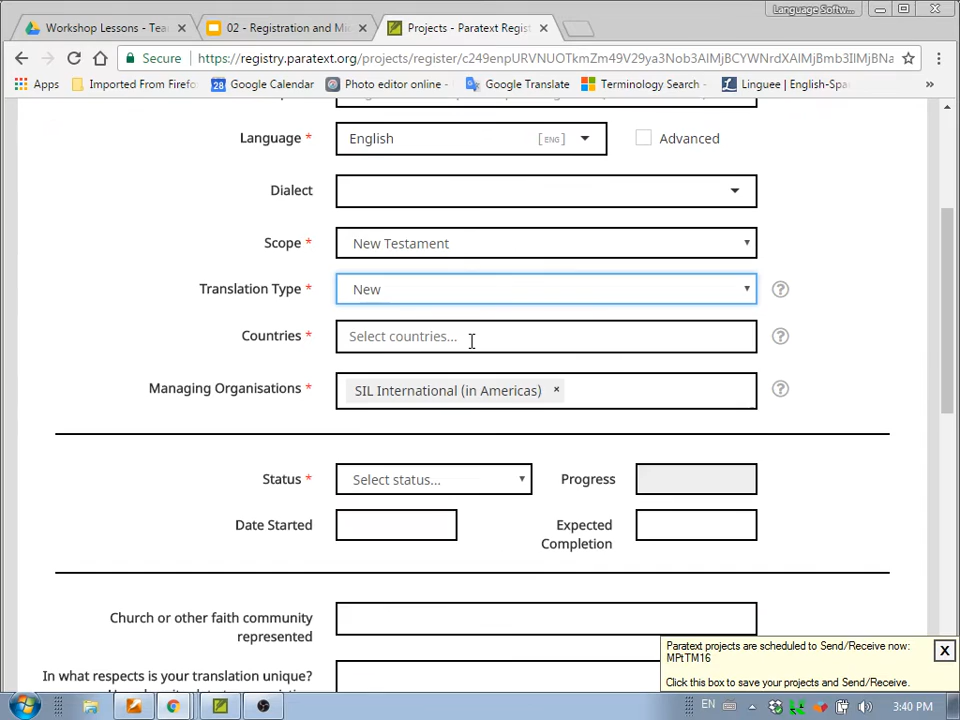 Language Softw...
Workshop Lessons - Tea
02 - Registration and Mi
Projects - Paratext Regis
Secure
https://registry.paratext.org/projects/register/c249enpURVNUOTkmZm49V29ya3Nob3AlMjBCYWNrdXAlMjBmb3IlMjBNa
Apps
Imported From Firefo
28
Google Calendar
Photo editor online -
Google Translate
Terminology Search -
Linguee | English-Spa
»
Language *
English
[ENG]
Advanced
Dialect
Scope *
New Testament
Translation Type *
New
?
Countries *
Select countries...
?
Managing Organisations *
SIL International (in Americas) ×
?
Status *
Select status...
Progress
Date Started
Expected
Completion
Church or other faith community
represented
In what respects is your translation unique?
Paratext projects are scheduled to Send/Receive now:
MPtTM16
X
Click this box to save your projects and Send/Receive.
EN
3:40 PM